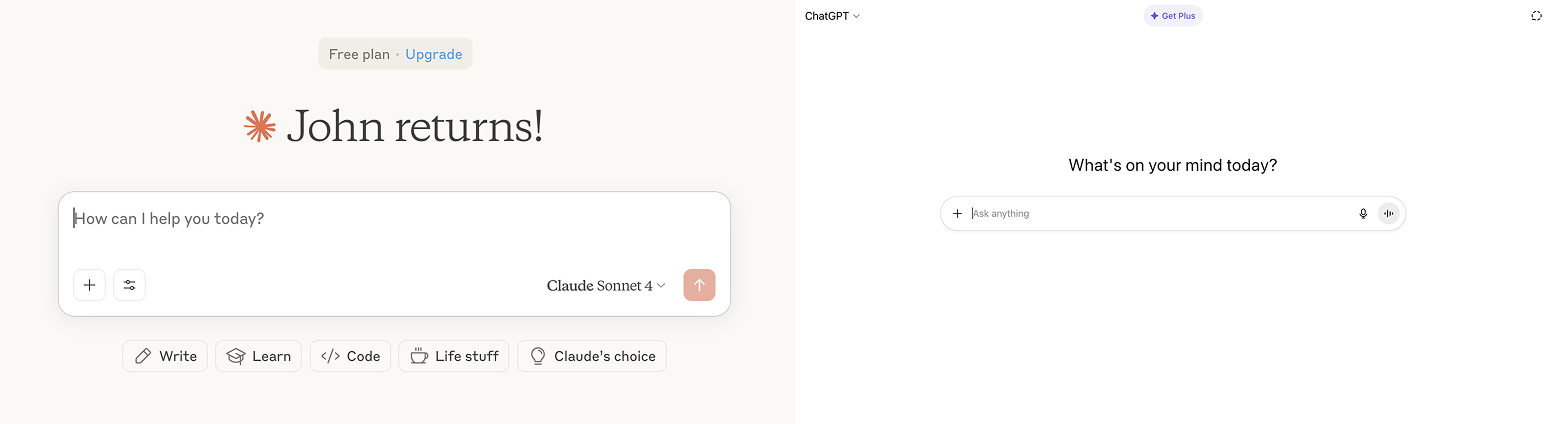 Free plan • Upgrade
John returns!
How can I help you today?
Claude Sonnet 4
Write
Learn
Code
Life stuff
Claude's choice
ChatGPT
Get Plus
What's on your mind today?
Ask anything